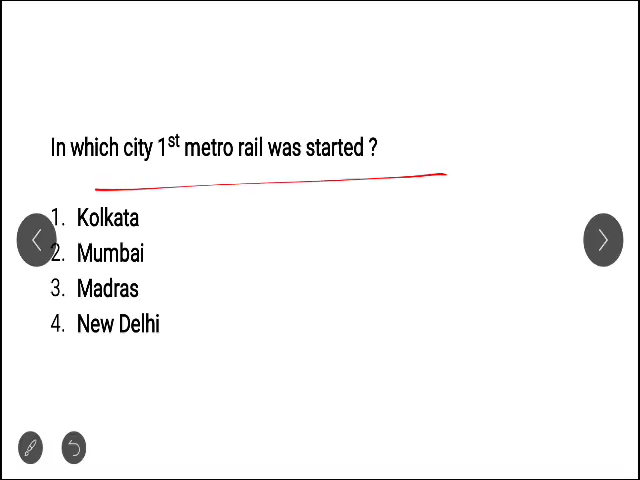 In which city 1st metro rail was started ?
1. Kolkata
2. Mumbai
3. Madras
4. New Delhi